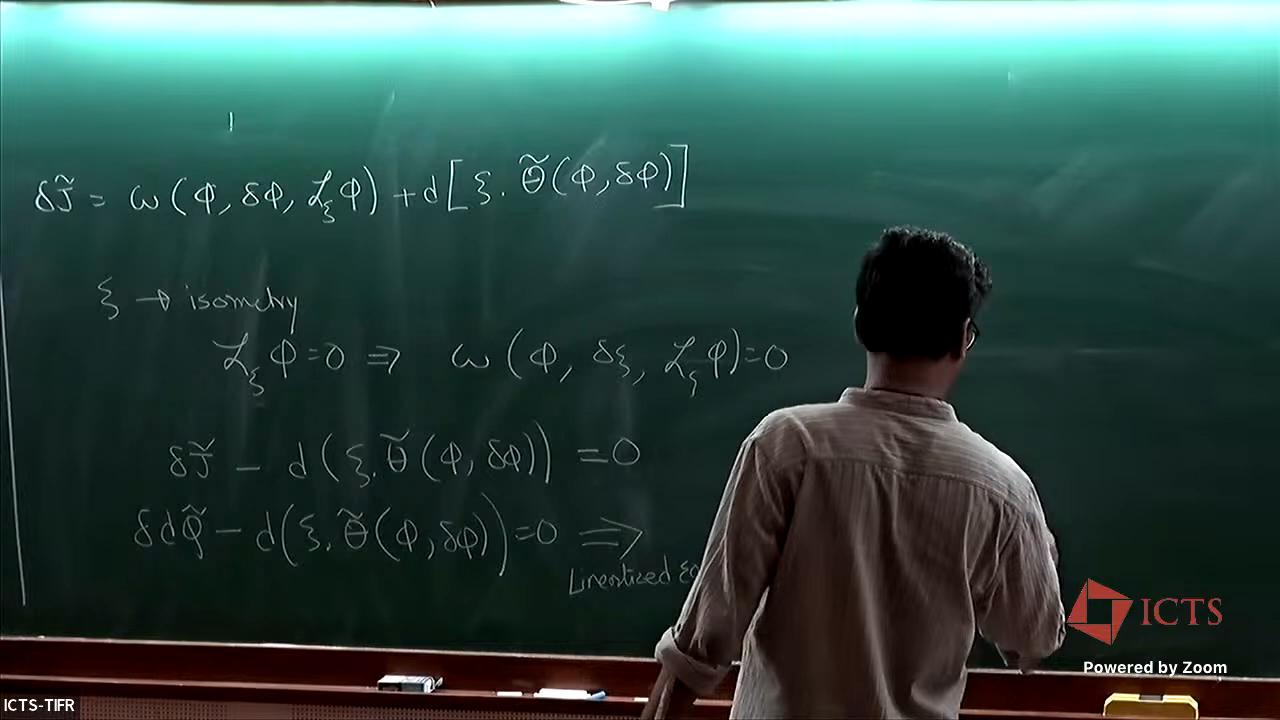 δJ̃ = ω(Φ, δΦ, ℒ_ξ Φ) + d[ξ. θ̃(Φ, δΦ)]
ξ → isometry
ℒ_ξ Φ=0 ⇒ ω(Φ, δξ, ℒ_ξ Φ)=0
δJ̃ – d(ξ. θ̃(Φ, δΦ)) =0
δdQ̃ – d(ξ. θ̃(Φ, δΦ))=0 ⇒
Linearized
ICTS
Powered by Zoom
ICTS-TIFR